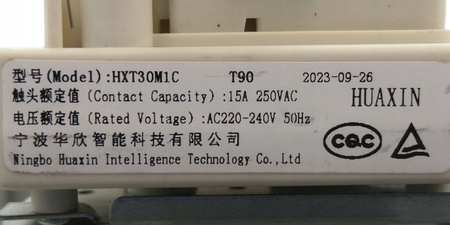 型号(Model):HXT30M1C T90 2023-09-26
触头额定值(Contact Capacity):15A 250VAC HUAXIN
电压额定值(Rated Voltage):AC220-240V 50Hz
宁波华欣智能科技有限公司 CQC
Ningbo Huaxin Intelligence Technology Co.,Ltd